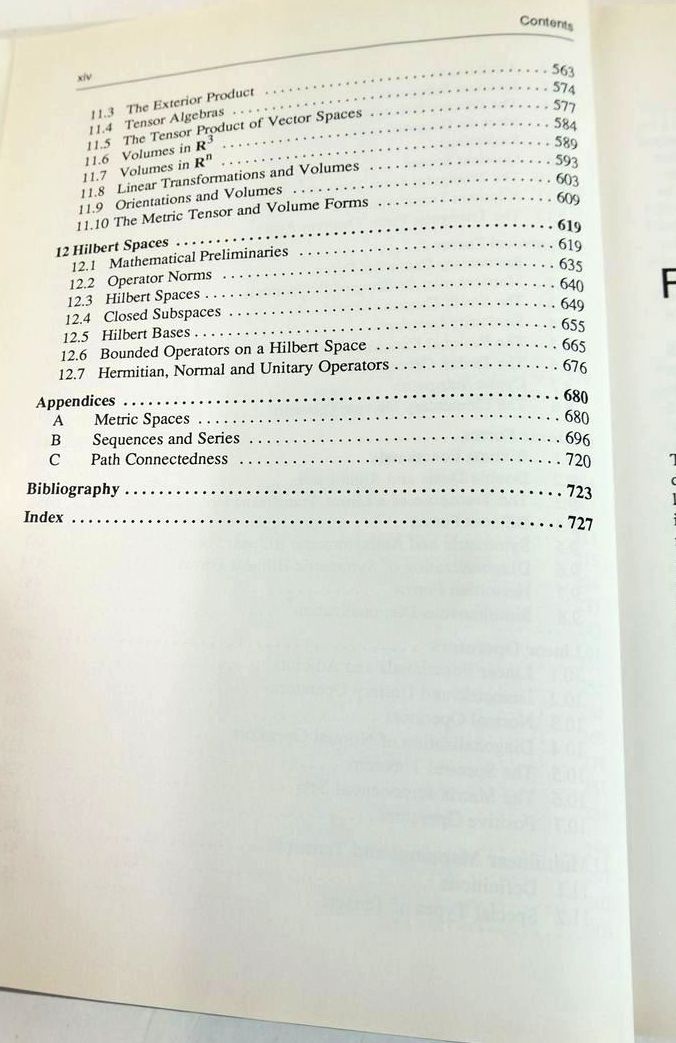 Contents
xiv
11.3 The Exterior Product ........ 563
11.4 Tensor Algebras ........ 574
11.5 The Tensor Product of Vector Spaces ........ 577
11.6 Volumes in R³ ........ 584
11.7 Volumes in Rⁿ ........ 589
11.8 Linear Transformations and Volumes ........ 593
11.9 Orientations and Volumes ........ 603
11.10 The Metric Tensor and Volume Forms ........ 609
12 Hilbert Spaces ........ 619
12.1 Mathematical Preliminaries ........ 619
12.2 Operator Norms ........ 635
12.3 Hilbert Spaces ........ 640
12.4 Closed Subspaces ........ 649
12.5 Hilbert Bases ........ 655
12.6 Bounded Operators on a Hilbert Space ........ 665
12.7 Hermitian, Normal and Unitary Operators ........ 676
Appendices ........ 680
A Metric Spaces ........ 680
B Sequences and Series ........ 696
C Path Connectedness ........ 720
Bibliography ........ 723
Index ........ 727